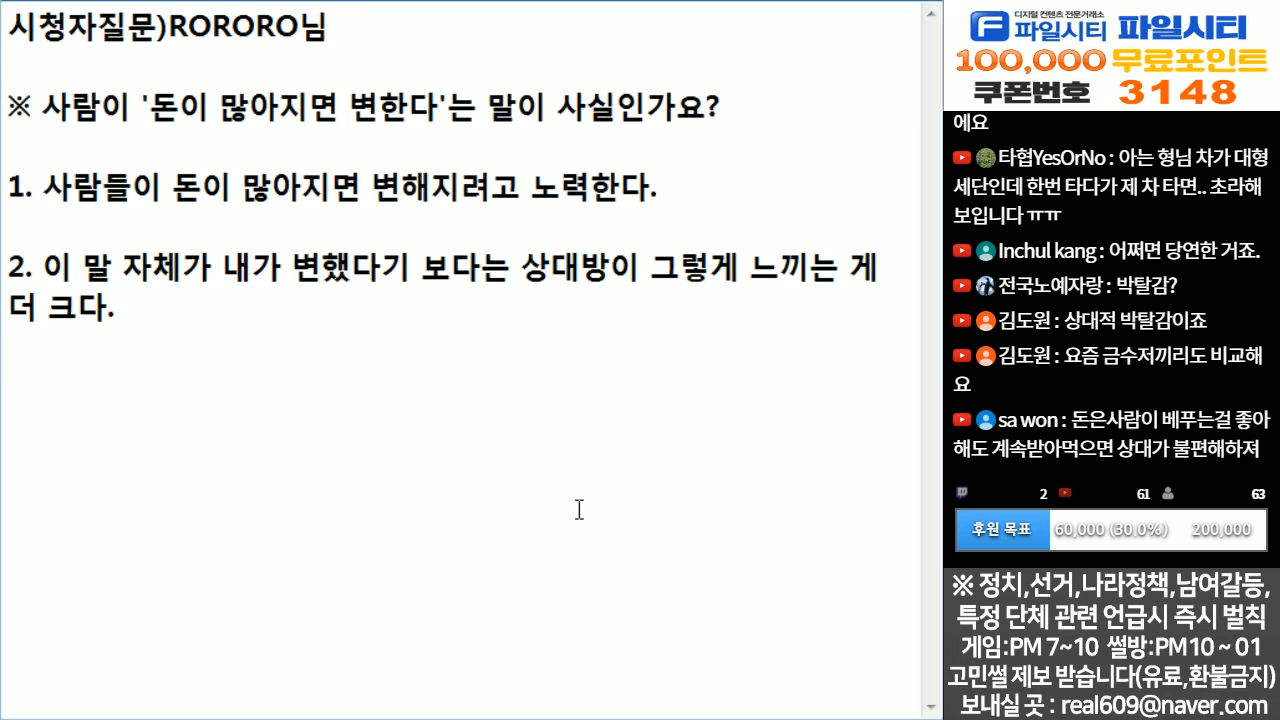 시청자질문)RORORO님
※ 사람이 '돈이 많아지면 변한다'는 말이 사실인가요?
1. 사람들이 돈이 많아지면 변해지려고 노력한다.
2. 이 말 자체가 내가 변했다기 보다는 상대방이 그렇게 느끼는 게
더 크다.
디지털 컨텐츠 전문거래소
파일시티 파일시티
100,000 무료포인트
쿠폰번호 3148
에요
타협YesOrNo : 아는 형님 차가 대형
세단인데 한번 타다가 제 차 타면.. 초라해
보입니다 ㅠㅠ
Inchul kang : 어쩌면 당연한 거죠.
전국노예자랑 : 박탈감?
김도원 : 상대적 박탈감이죠
김도원 : 요즘 금수저끼리도 비교해
요
sa won : 돈은사람이 베푸는걸 좋아
해도 계속받아먹으면 상대가 불편해하져
2 61 63
후원 목표 60,000 (30.0%) 200,000
※ 정치,선거,나라정책,남여갈등,
특정 단체 관련 언급시 즉시 벌칙
게임:PM 7~10 썰방:PM10 ~ 01
고민썰 제보 받습니다(유료,환불금지)
보내실 곳 : real609@naver.com